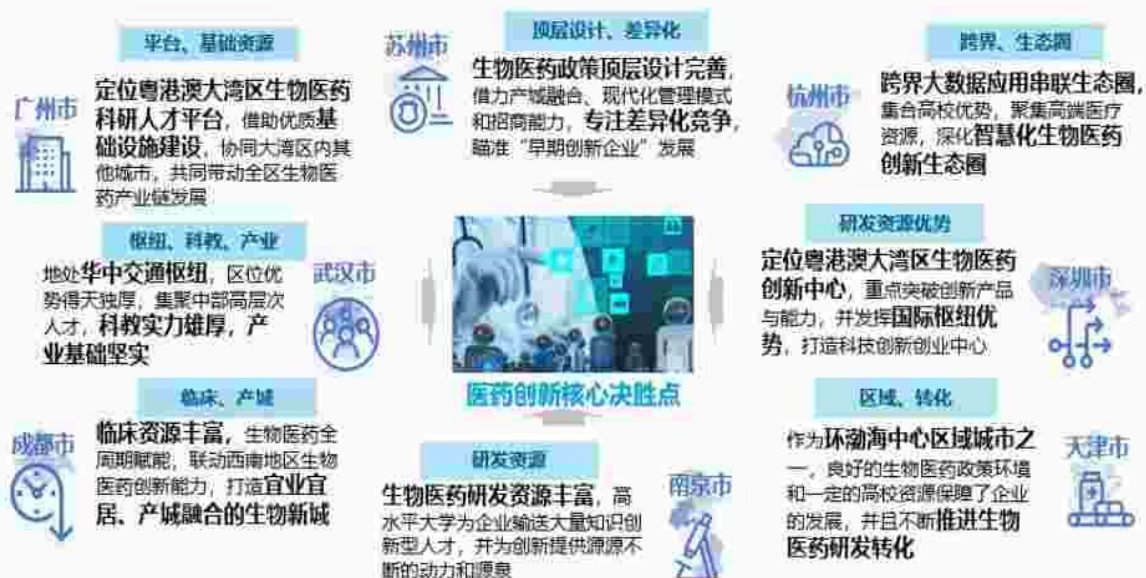 平台、基础资源
广州市
定位粤港澳大湾区生物医药
科研人才平台，借助优质基
础设施建设，协同大湾区内其
他城市，共同带动全区生物医
药产业链发展
顶层设计、差异化
苏州市
生物医药政策顶层设计完善，
借力产城融合、现代化管理模式
和招商能力，专注差异化竞争，
瞄准“早期创新企业”发展
跨界、生态圈
杭州市
跨界大数据应用串联生态圈，
集合高校优势，聚集高端医疗
资源，深化智慧化生物医药
创新生态圈
枢纽、科教、产业
武汉市
地处华中交通枢纽，区位优
势得天独厚，集聚中部高层次
人才，科教实力雄厚，产
业基础坚实
医药创新核心决胜点
研发资源优势
深圳市
定位粤港澳大湾区生物医药
创新中心，重点突破创新产品
与能力，并发挥国际枢纽优
势，打造科技创新创业中心
临床、产城
成都市
临床资源丰富，生物医药全
周期赋能，联动西南地区生物
医药创新能力，打造宜业宜
居、产城融合的生物新城
研发资源
南京市
生物医药研发资源丰富，高
水平大学为企业输送大量知识创
新型人才，并为创新提供源源不
断的动力和源泉
区域、转化
天津市
作为环渤海中心区域城市之
一，良好的生物医药政策环境
和一定的高校资源保障了企业
的发展，并且不断推进生物
医药研发转化